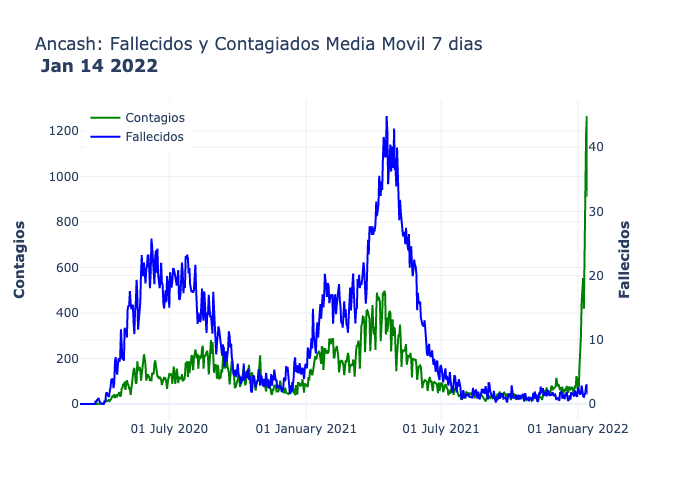 Ancash: Fallecidos y Contagiados Media Movil 7 dias
Jan 14 2022
Contagios
Fallecidos
1200
1000
800
600
400
200
0
Contagios
40
30
20
10
0
Fallecidos
01 July 2020
01 January 2021
01 July 2021
01 January 2022